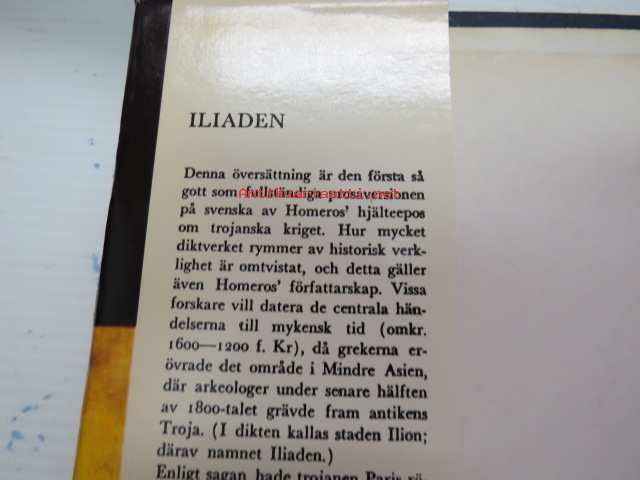 ILIADEN
Denna översättning är den första så
gott som fullständiga prosaversionen
på svenska av Homeros' hjälteepos
om trojanska kriget. Hur mycket
diktverket rymmer av historisk verk-
lighet är omtvistat, och detta gäller
även Homeros' författarskap. Vissa
forskare vill datera de centrala hän-
delserna till mykensk tid (omkr.
1600—1200 f. Kr), då grekerna er-
övrade det område i Mindre Asien,
där arkeologer under senare hälften
av 1800-talet grävde fram antikens
Troja. (I dikten kallas staden Ilion;
därav namnet Iliaden.)
Enligt sagan hade trojanen Paris